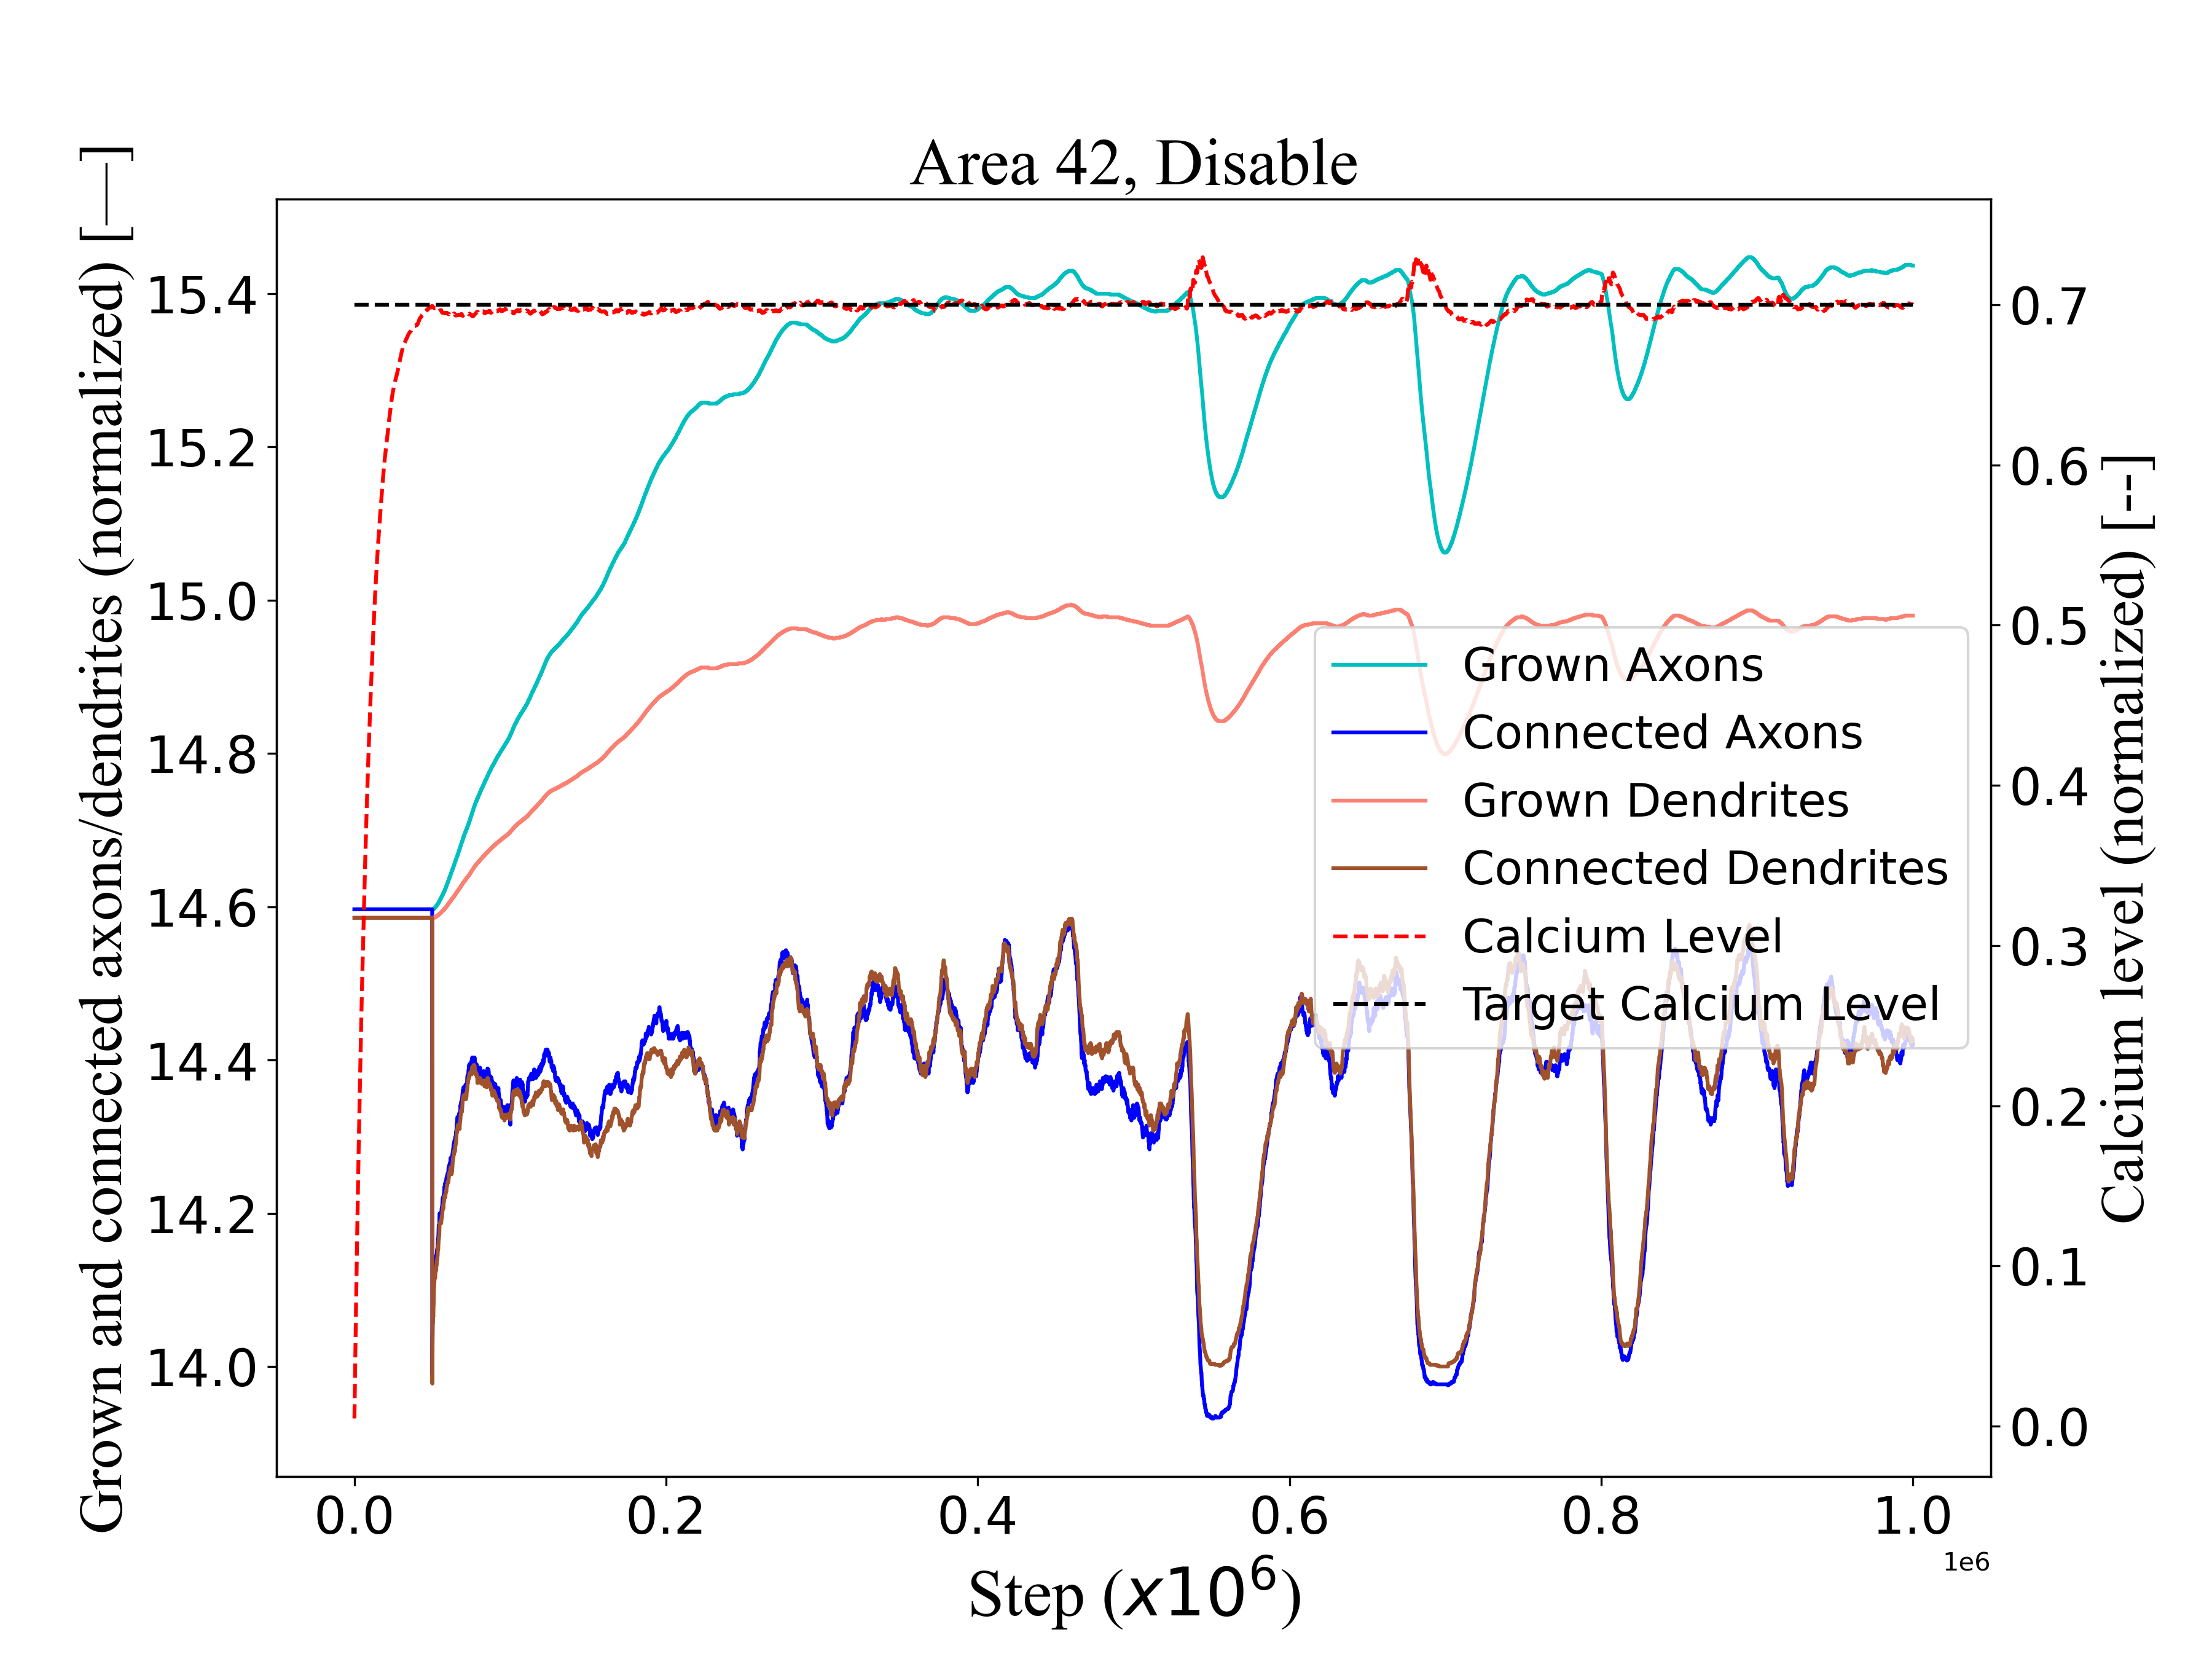 Area 42, Disable
Grown and connected axons/dendrites (normalized) [—]
15.4
15.2
15.0
14.8
14.6
14.4
14.2
14.0
Grown Axons
Connected Axons
Grown Dendrites
Connected Dendrites
Calcium Level
Target Calcium Level
0.7
0.6
0.5
0.4
0.3
0.2
0.1
0.0
Calcium level (normalized) [--]
0.0 0.2 0.4 0.6 0.8 1.0
1e6
Step (x10⁶)